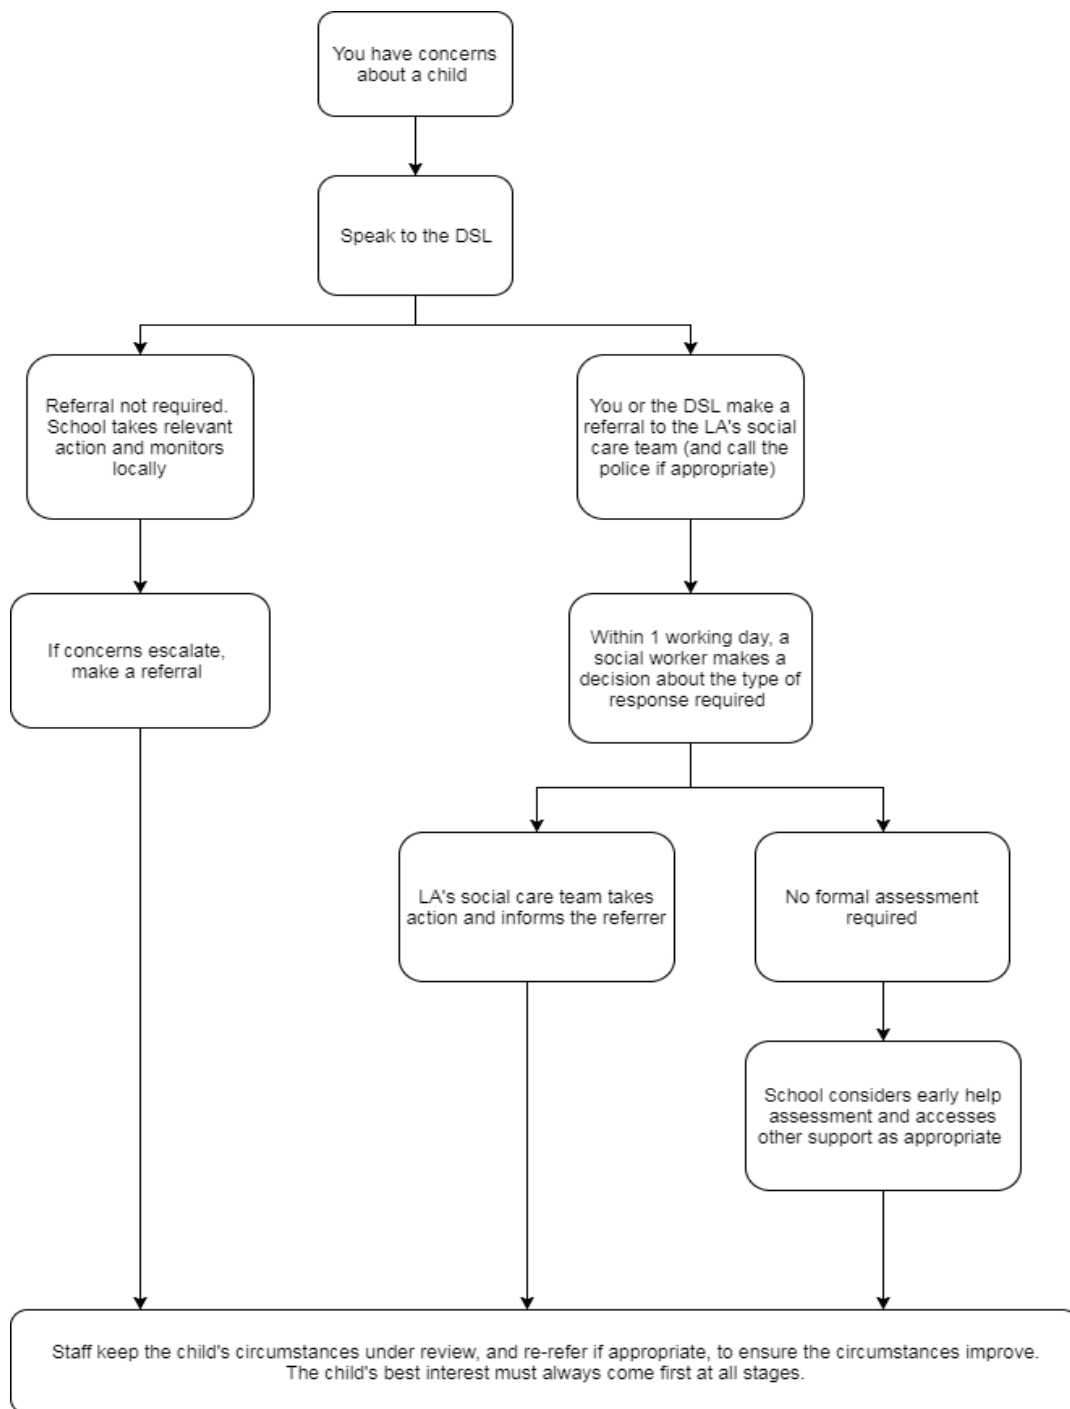 You have concerns
about a child
Speak to the DSL
Referral not required.
School takes relevant
action and monitors
locally
You or the DSL make a
referral to the LA's social
care team (and call the
police if appropriate)
If concerns escalate,
make a referral
Within 1 working day, a
social worker makes a
decision about the type of
response required
LA's social care team takes
action and informs the referrer
No formal assessment
required
School considers early help
assessment and accesses
other support as appropriate
Staff keep the child's circumstances under review, and re-refer if appropriate, to ensure the circumstances improve.
The child's best interest must always come first at all stages.